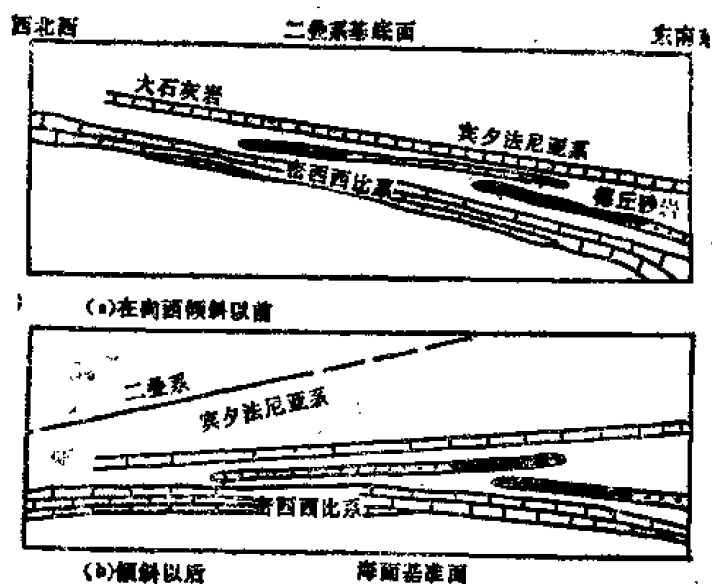 西北西 二叠系基底面 东南东
大石灰岩
宾夕法尼亚系
密西西比系
砂岩
(a)在向西倾斜以前
二叠系
宾夕法尼亚系
密西西比系
(b)倾斜以后 海面基准面